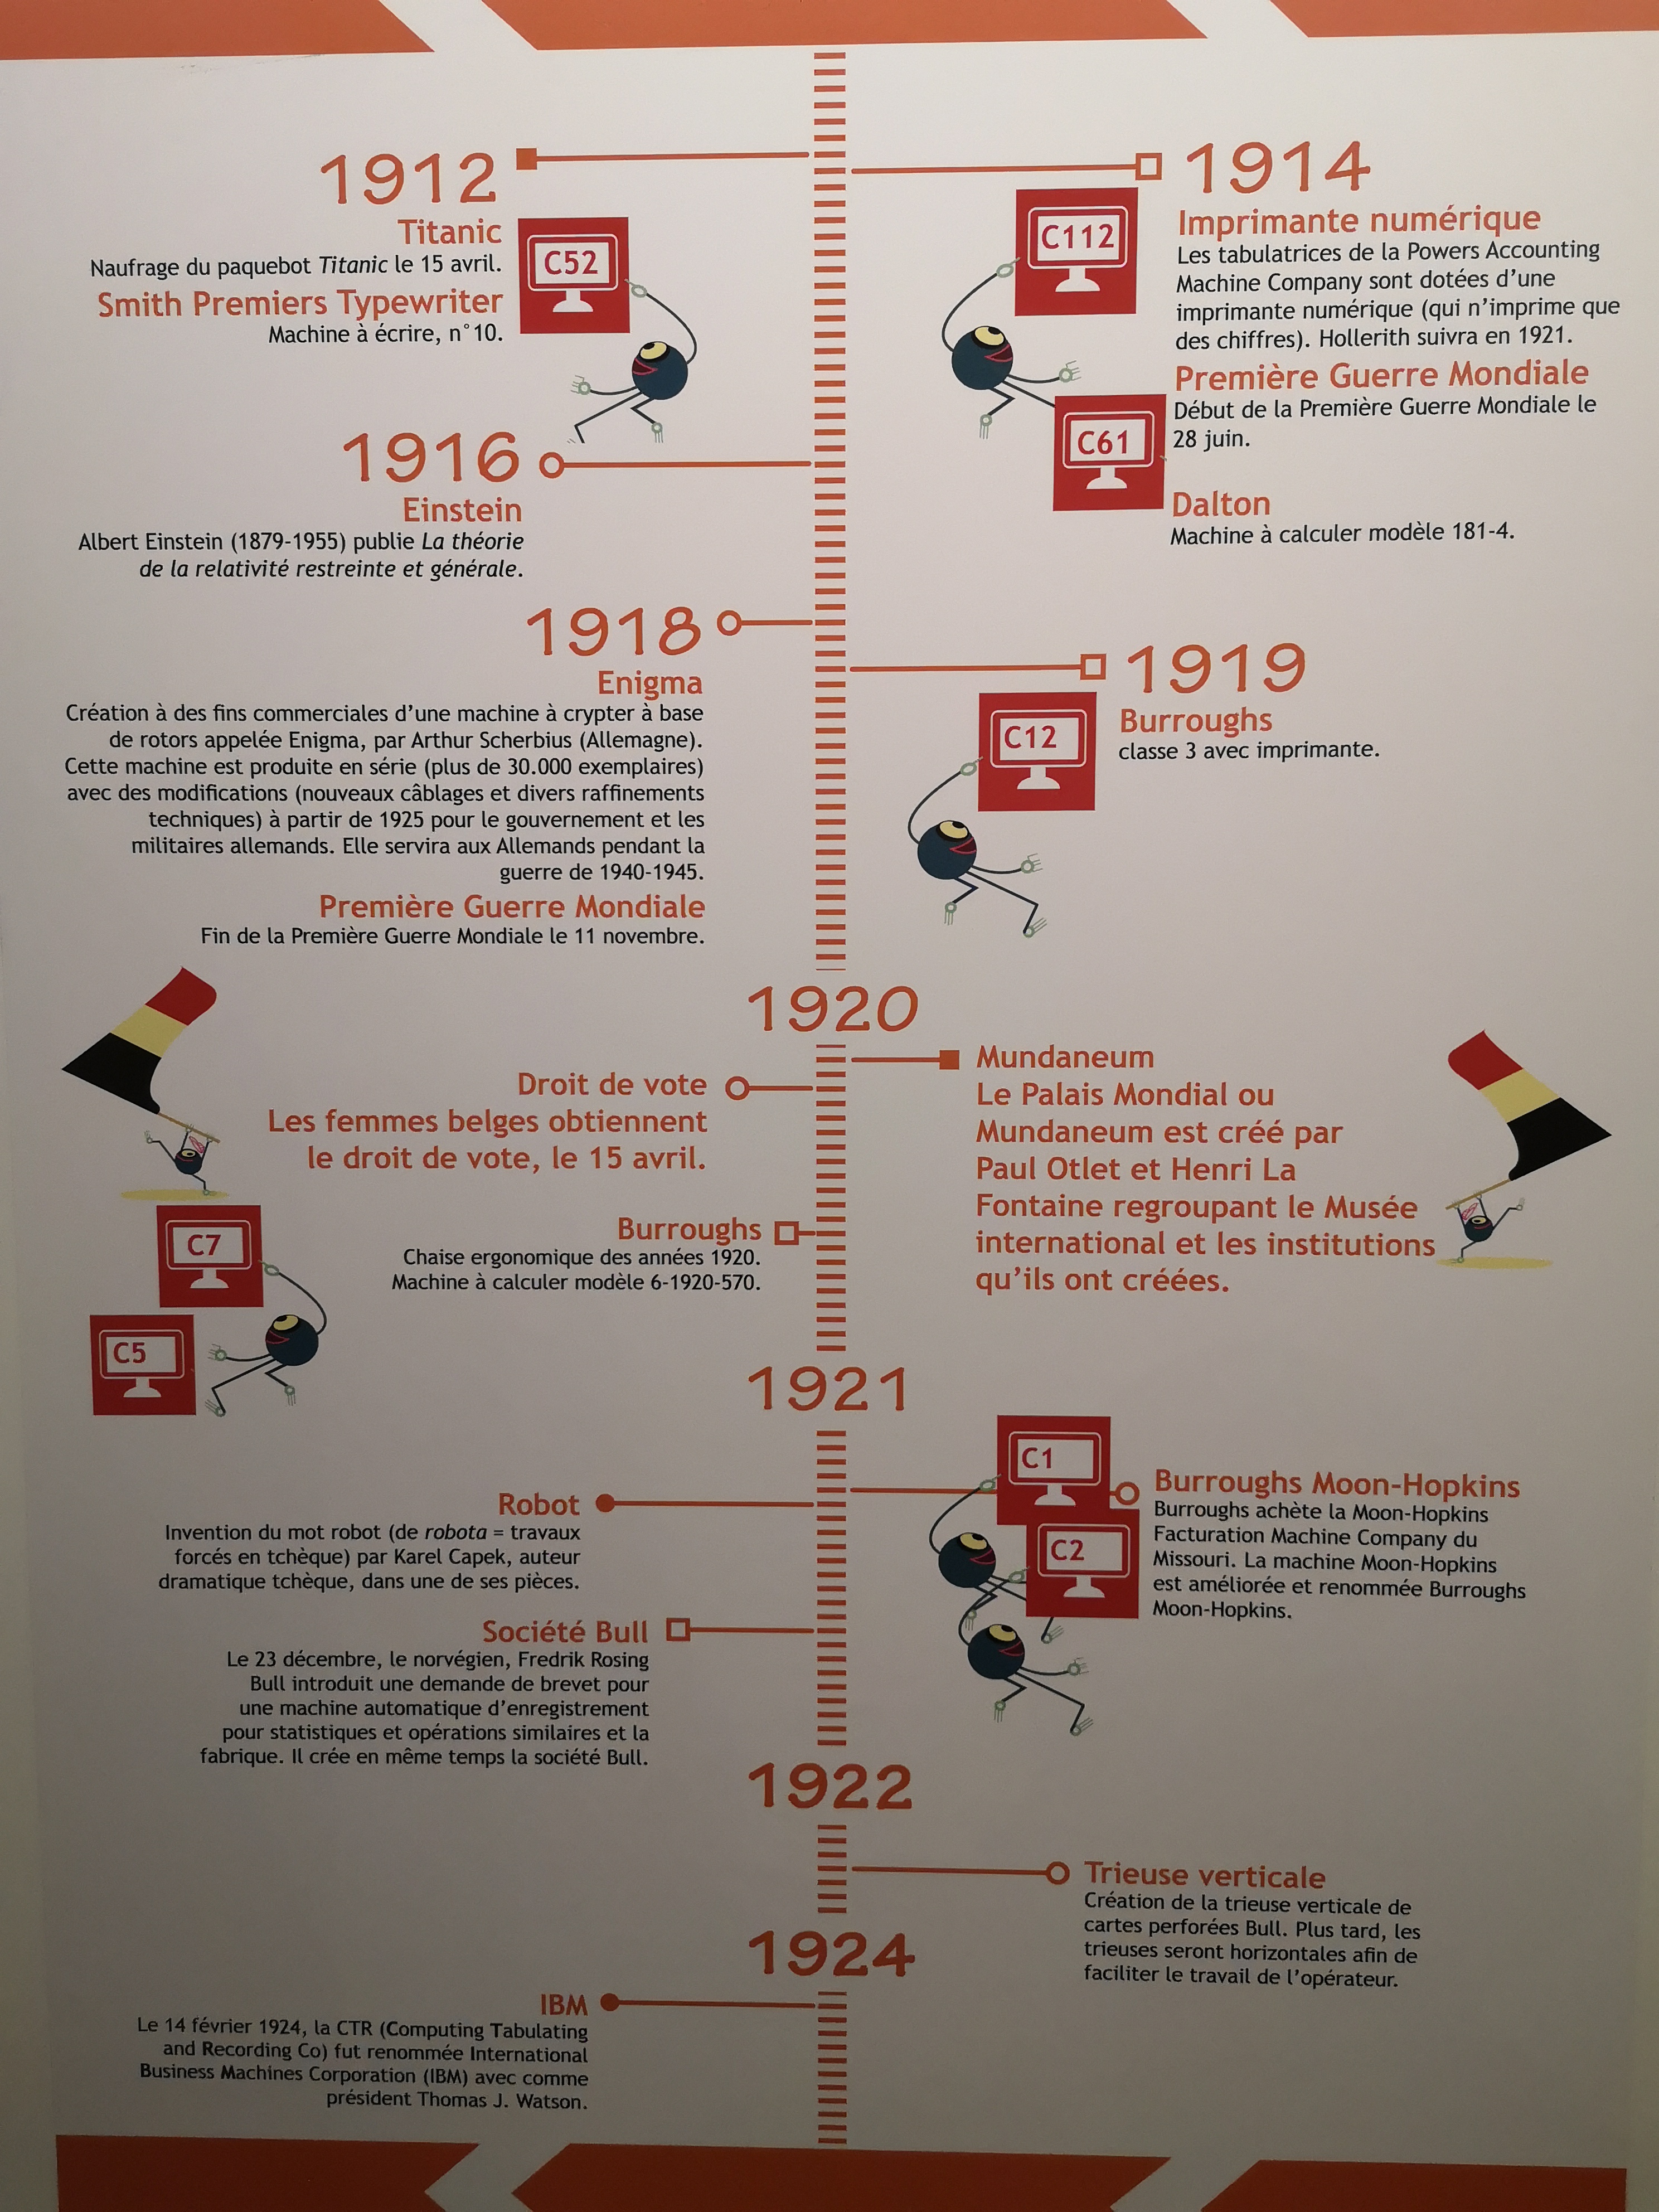 1912
Titanic
Naufrage du paquebot Titanic le 15 avril.
Smith Premiers Typewriter
Machine à écrire, n°10.
C52
1914
Imprimante numérique
Les tabulatrices de la Powers Accounting
Machine Company sont dotées d'une
imprimante numérique (qui n'imprime que
des chiffres). Hollerith suivra en 1921.
C112
Première Guerre Mondiale
Début de la Première Guerre Mondiale le
28 juin.
C61
Dalton
Machine à calculer modèle 181-4.
1916
Einstein
Albert Einstein (1879-1955) publie La théorie
de la relativité restreinte et générale.
1918
Enigma
Création à des fins commerciales d'une machine à crypter à base
de rotors appelée Enigma, par Arthur Scherbius (Allemagne).
Cette machine est produite en série (plus de 30.000 exemplaires)
avec des modifications (nouveaux câblages et divers raffinements
techniques) à partir de 1925 pour le gouvernement et les
militaires allemands. Elle servira aux Allemands pendant la
guerre de 1940-1945.
Première Guerre Mondiale
Fin de la Première Guerre Mondiale le 11 novembre.
1919
Burroughs
classe 3 avec imprimante.
C12
1920
Droit de vote
Les femmes belges obtiennent
le droit de vote, le 15 avril.
Mundaneum
Le Palais Mondial ou
Mundaneum est créé par
Paul Otlet et Henri La
Fontaine regroupant le Musée
international et les institutions
qu'ils ont créées.
Burroughs
Chaise ergonomique des années 1920.
Machine à calculer modèle 6-1920-570.
C7
C5
1921
Robot
Invention du mot robot (de robota = travaux
forcés en tchèque) par Karel Capek, auteur
dramatique tchèque, dans une de ses pièces.
C1
C2
Burroughs Moon-Hopkins
Burroughs achète la Moon-Hopkins
Facturation Machine Company du
Missouri. La machine Moon-Hopkins
est améliorée et renommée Burroughs
Moon-Hopkins.
Société Bull
Le 23 décembre, le norvégien, Fredrik Rosing
Bull introduit une demande de brevet pour
une machine automatique d'enregistrement
pour statistiques et opérations similaires et la
fabrique. Il crée en même temps la société Bull.
1922
Trieuse verticale
Création de la trieuse verticale de
cartes perforées Bull. Plus tard, les
trieuses seront horizontales afin de
faciliter le travail de l'opérateur.
1924
IBM
Le 14 février 1924, la CTR (Computing Tabulating
and Recording Co) fut renommée International
Business Machines Corporation (IBM) avec comme
président Thomas J. Watson.